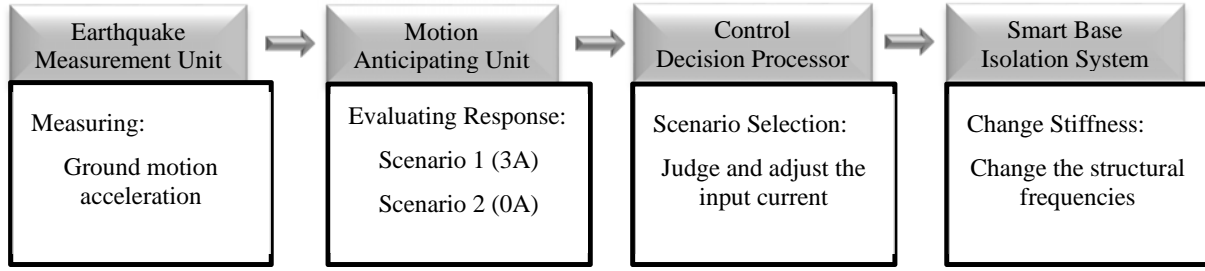 Earthquake
Measurement Unit
Measuring:
Ground motion
acceleration
Motion
Anticipating Unit
Evaluating Response:
Scenario 1 (3A)
Scenario 2 (0A)
Control
Decision Processor
Scenario Selection:
Judge and adjust the
input current
Smart Base
Isolation System
Change Stiffness:
Change the structural
frequencies